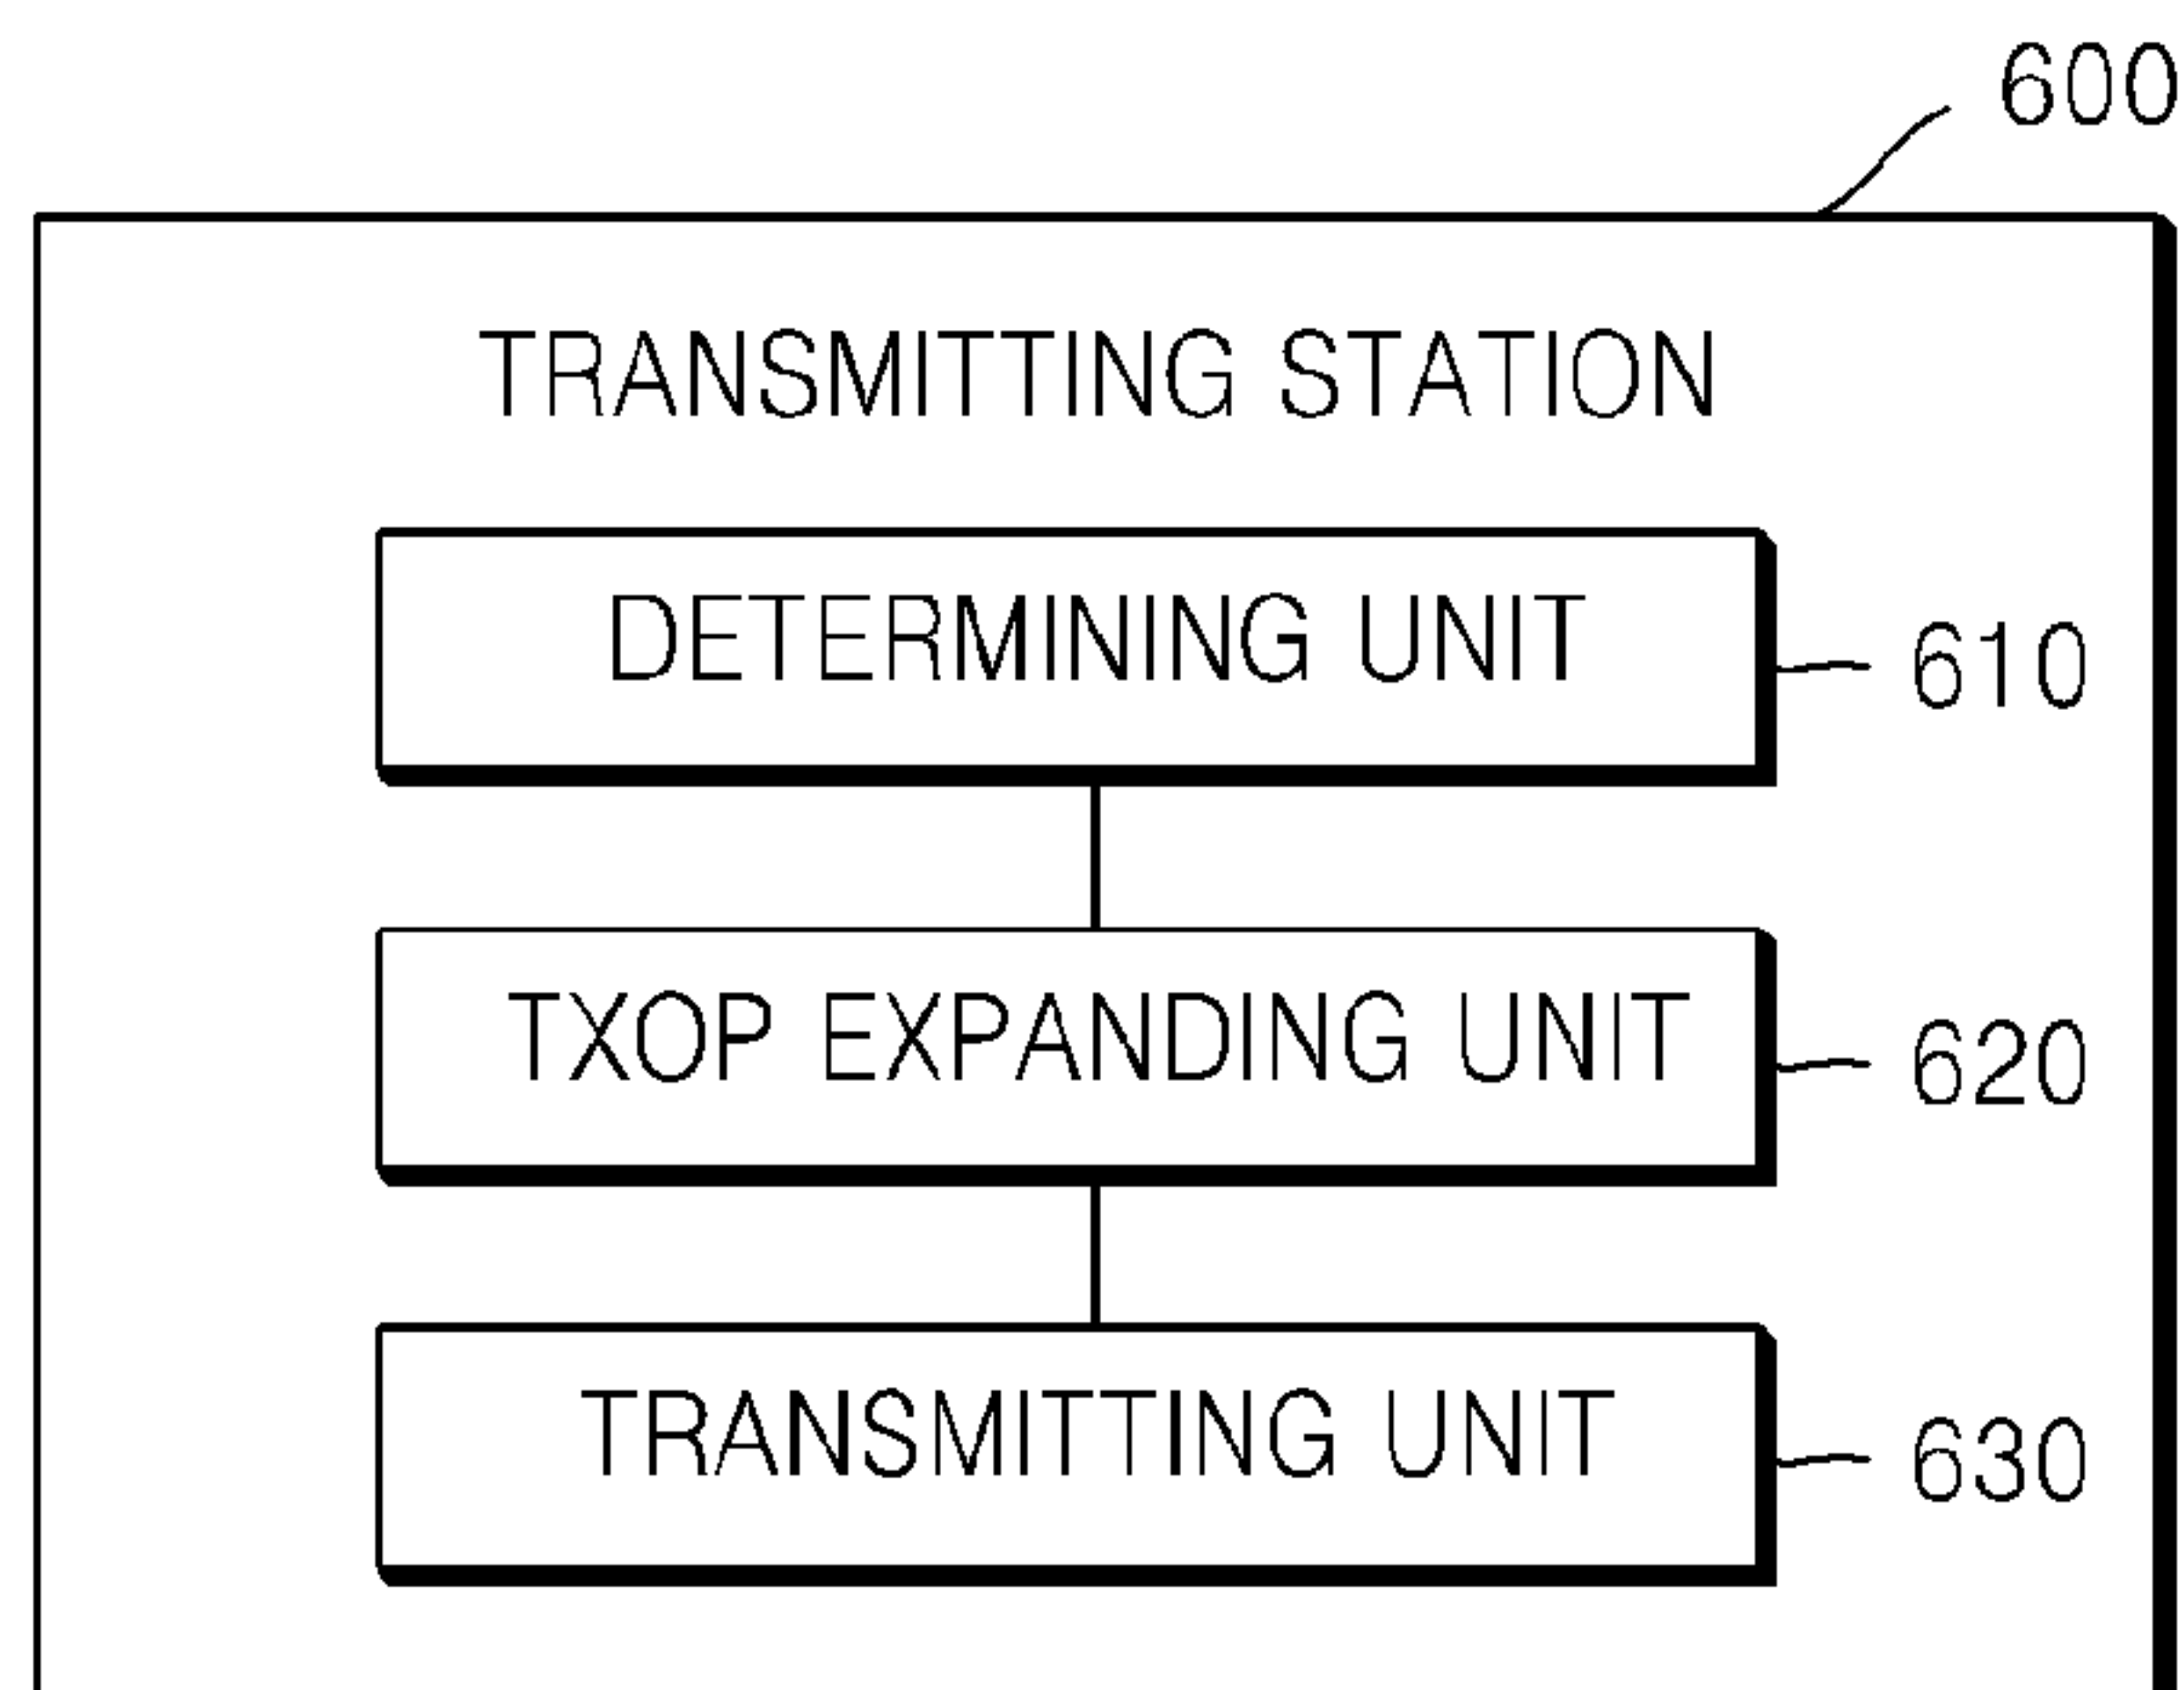 600
TRANSMITTING STATION
DETERMINING UNIT
610
TXOP EXPANDING UNIT
620
TRANSMITTING UNIT
630